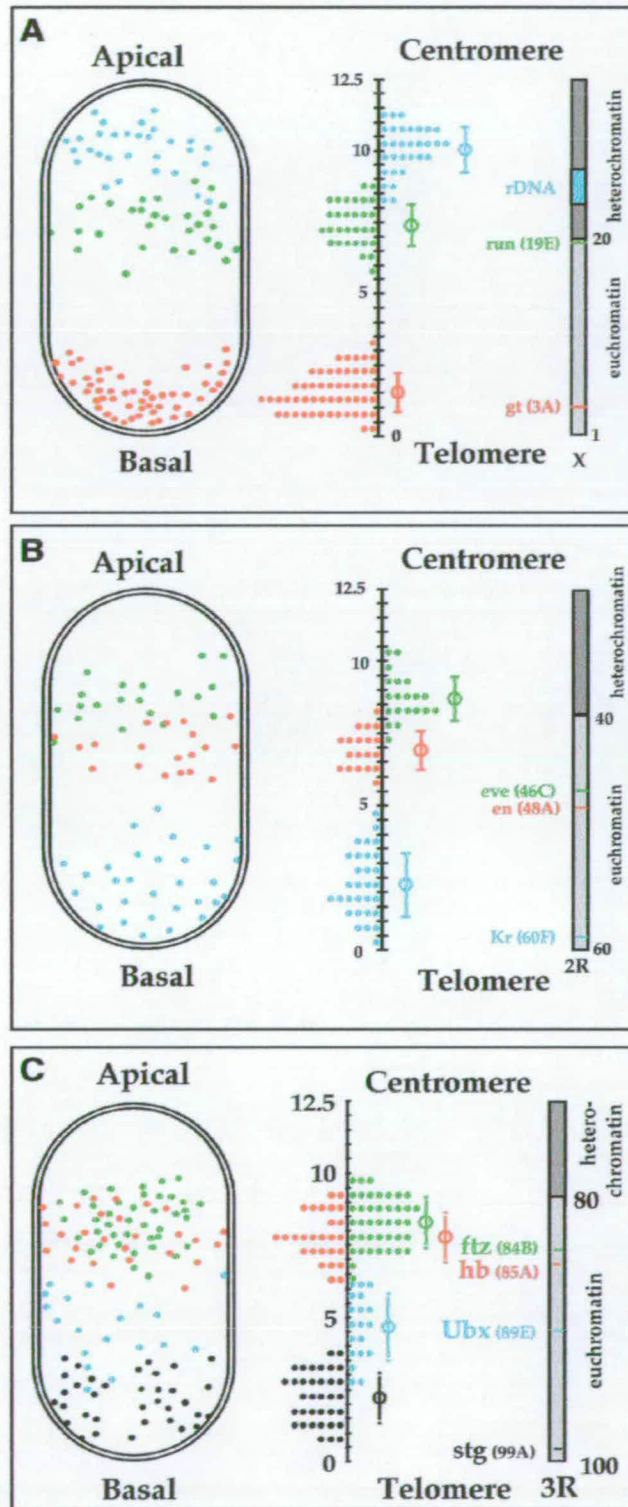 A
Apical
Centromere
12.5
10
5
0
rDNA
run (19E)
gt (3A)
heterochromatin
20
euchromatin
1
X
Basal
Telomere
B
Apical
Centromere
12.5
10
5
0
eve (46C)
en (48A)
Kr (60F)
heterochromatin
40
euchromatin
60
2R
Basal
Telomere
C
Apical
Centromere
12.5
10
5
0
ftz (84B)
hb (85A)
Ubx (89E)
stg (99A)
hetero-
chromatin
80
euchromatin
100
3R
Basal
Telomere